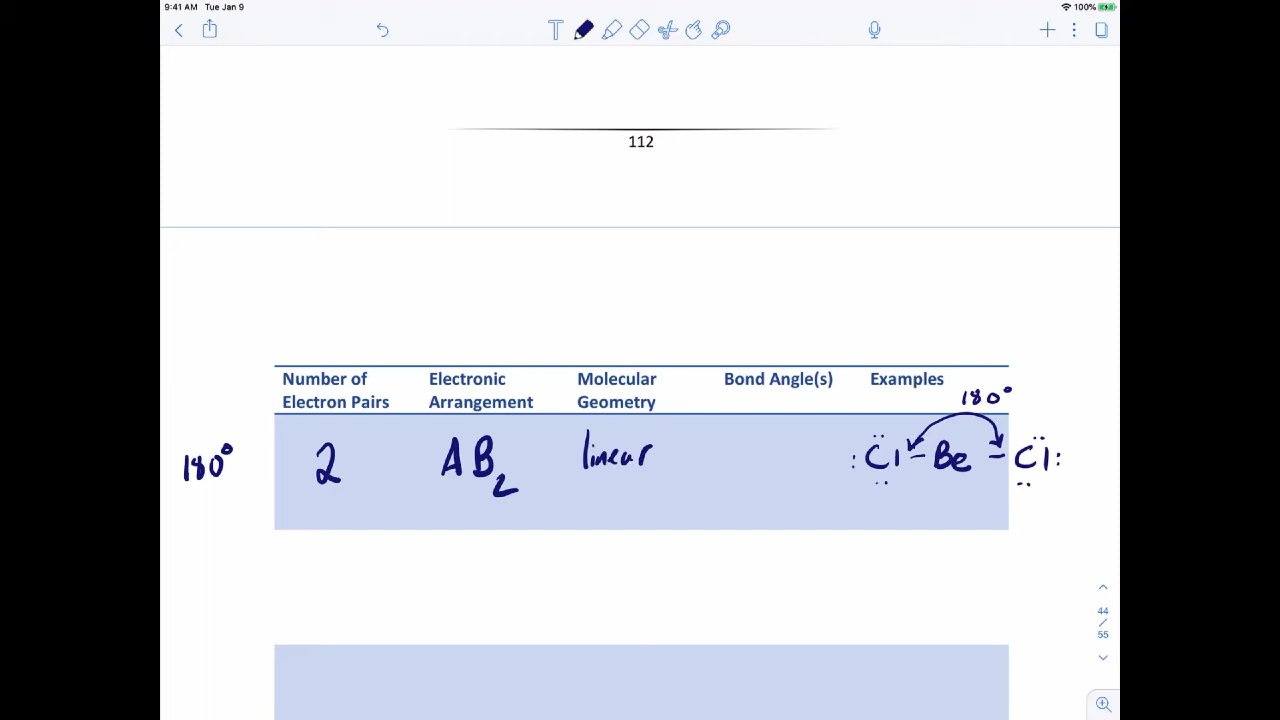 9:41 AM Tue Jan 9
100%
T
112
Number of Electron Pairs
Electronic Arrangement
Molecular Geometry
Bond Angle(s)
Examples
180°
180°
2
AB₂
linear
:Cl–Be–Cl:
44
/
55